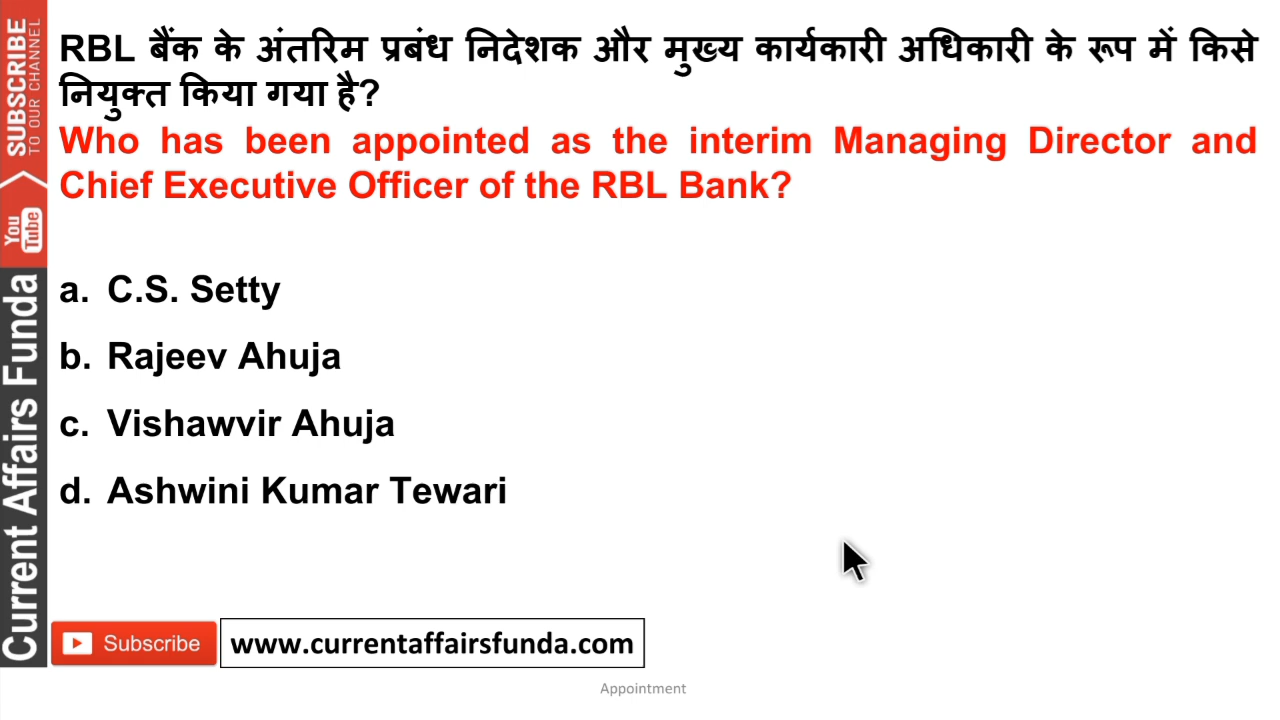 RBL बैंक के अंतरिम प्रबंध निदेशक और मुख्य कार्यकारी अधिकारी के रूप में किसे
नियुक्त किया गया है?
Who has been appointed as the interim Managing Director and
Chief Executive Officer of the RBL Bank?
a. C.S. Setty
b. Rajeev Ahuja
c. Vishawvir Ahuja
d. Ashwini Kumar Tewari
SUBSCRIBE
TO OUR CHANNEL
You
Tube
Current Affairs Funda
Subscribe
www.currentaffairsfunda.com
Appointment